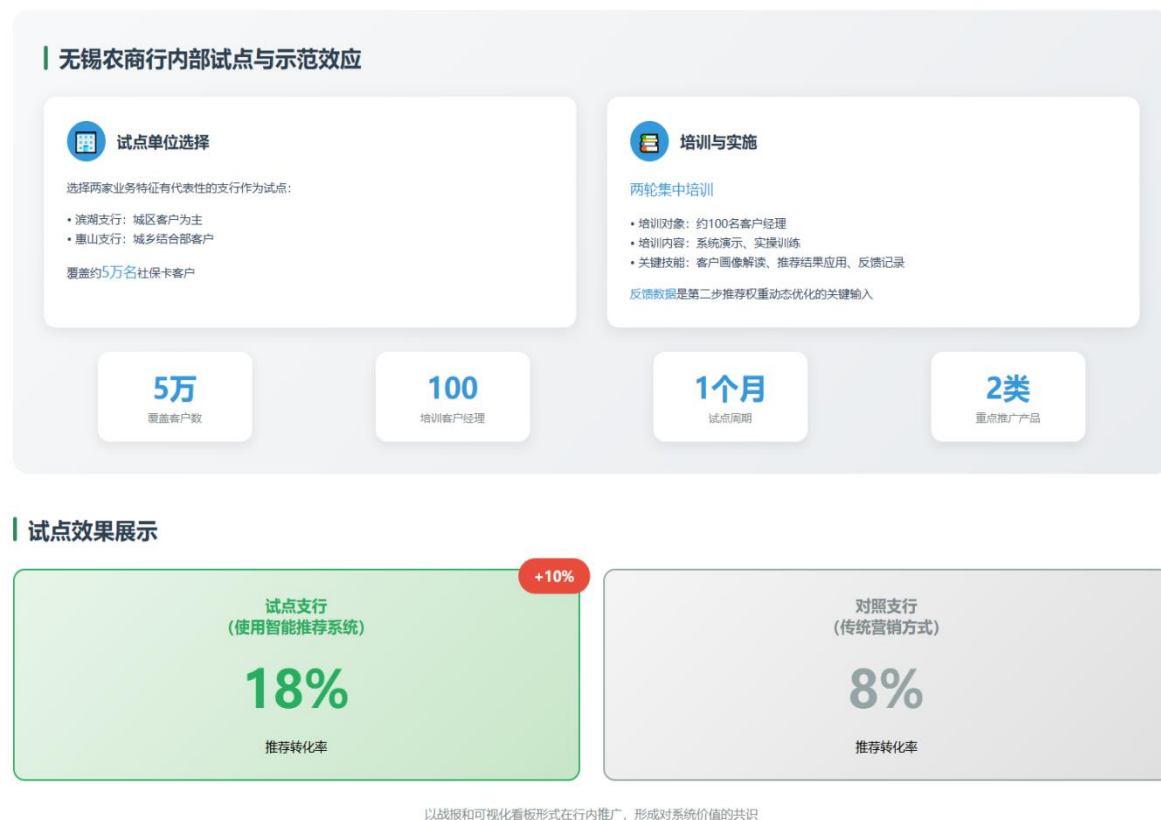 无锡农商行内部试点与示范效应
试点单位选择
选择两家业务特征有代表性的支行作为试点：
• 滨湖支行：城区客户为主
• 惠山支行：城乡结合部客户
覆盖约5万名社保卡客户
培训与实施
两轮集中培训
• 培训对象：约100名客户经理
• 培训内容：系统演示、实操训练
• 关键技能：客户画像解读、推荐结果应用、反馈记录
反馈数据是第二步推荐权重动态优化的关键输入
5万
覆盖客户数
100
培训客户经理
1个月
试点周期
2类
重点推广产品
试点效果展示
+10%
试点支行
（使用智能推荐系统）
18%
推荐转化率
对照支行
（传统营销方式）
8%
推荐转化率
以战报和可视化看板形式在行内推广，形成对系统价值的共识